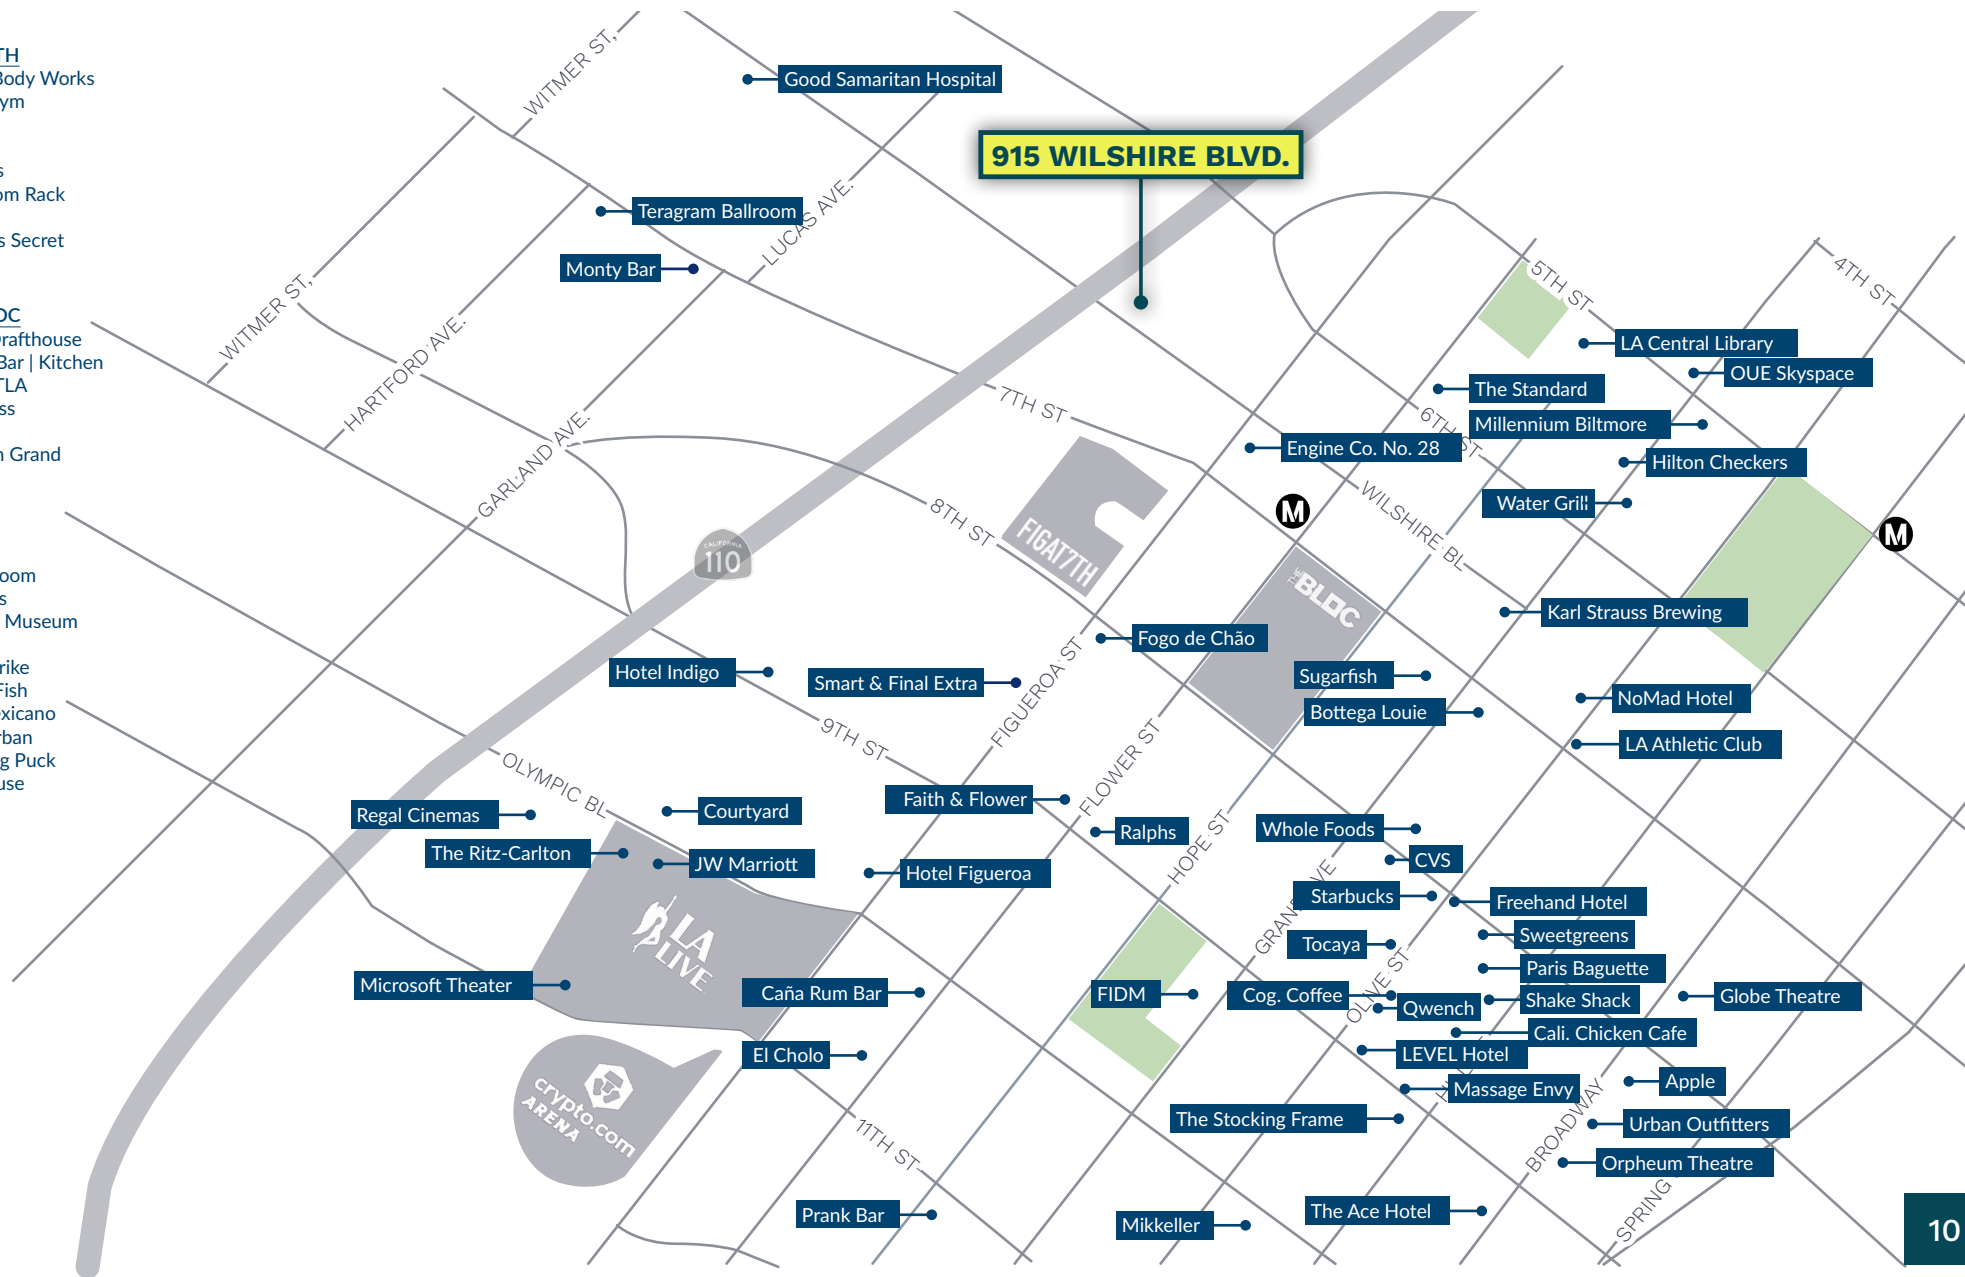 TH
Body Works
ym
s
om Rack
s Secret
OC
Drafthouse
Bar | Kitchen
TLA
ss
n Grand
oom
s
Museum
rike
Fish
exicano
rban
g Puck
use
WITMER ST,
Good Samaritan Hospital
915 WILSHIRE BLVD.
Teragram Ballroom
LUCAS AVE.
Monty Bar
WITMER ST,
HARTFORD AVE.
GARLAND AVE.
5TH ST
4TH ST
LA Central Library
OUE Skyspace
The Standard
7TH ST
6TH ST
Millennium Biltmore
Engine Co. No. 28
Hilton Checkers
WILSHIRE BL
Water Grill
M
M
8TH ST
FIGAT7TH
CALIFORNIA
110
THE BLOC
Karl Strauss Brewing
Fogo de Chão
Hotel Indigo
Smart & Final Extra
FIGUEROA ST
Sugarfish
Bottega Louie
NoMad Hotel
LA Athletic Club
9TH ST
FLOWER ST
OLYMPIC BL
Faith & Flower
Regal Cinemas
Courtyard
Ralphs
HOPE ST
Whole Foods
The Ritz-Carlton
JW Marriott
Hotel Figueroa
CVS
GRAND AVE
Starbucks
Freehand Hotel
LA
LIVE
Sweetgreens
Tocaya
OLIVE ST
Paris Baguette
Microsoft Theater
Caña Rum Bar
FIDM
Cog. Coffee
Qwench
Shake Shack
Globe Theatre
Cali. Chicken Cafe
El Cholo
LEVEL Hotel
crypto.com
ARENA
Massage Envy
Apple
The Stocking Frame
BROADWAY
Urban Outfitters
11TH ST
Orpheum Theatre
Prank Bar
Mikkeller
The Ace Hotel
SPRING
10